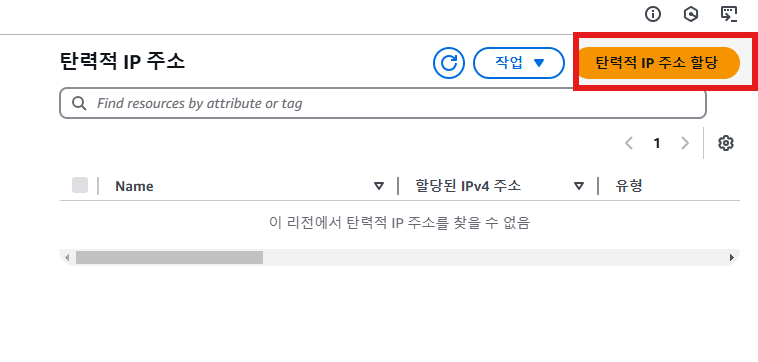 탄력적 IP 주소
작업
탄력적 IP 주소 할당
Find resources by attribute or tag
1
Name
할당된 IPv4 주소
유형
이 리전에서 탄력적 IP 주소를 찾을 수 없음